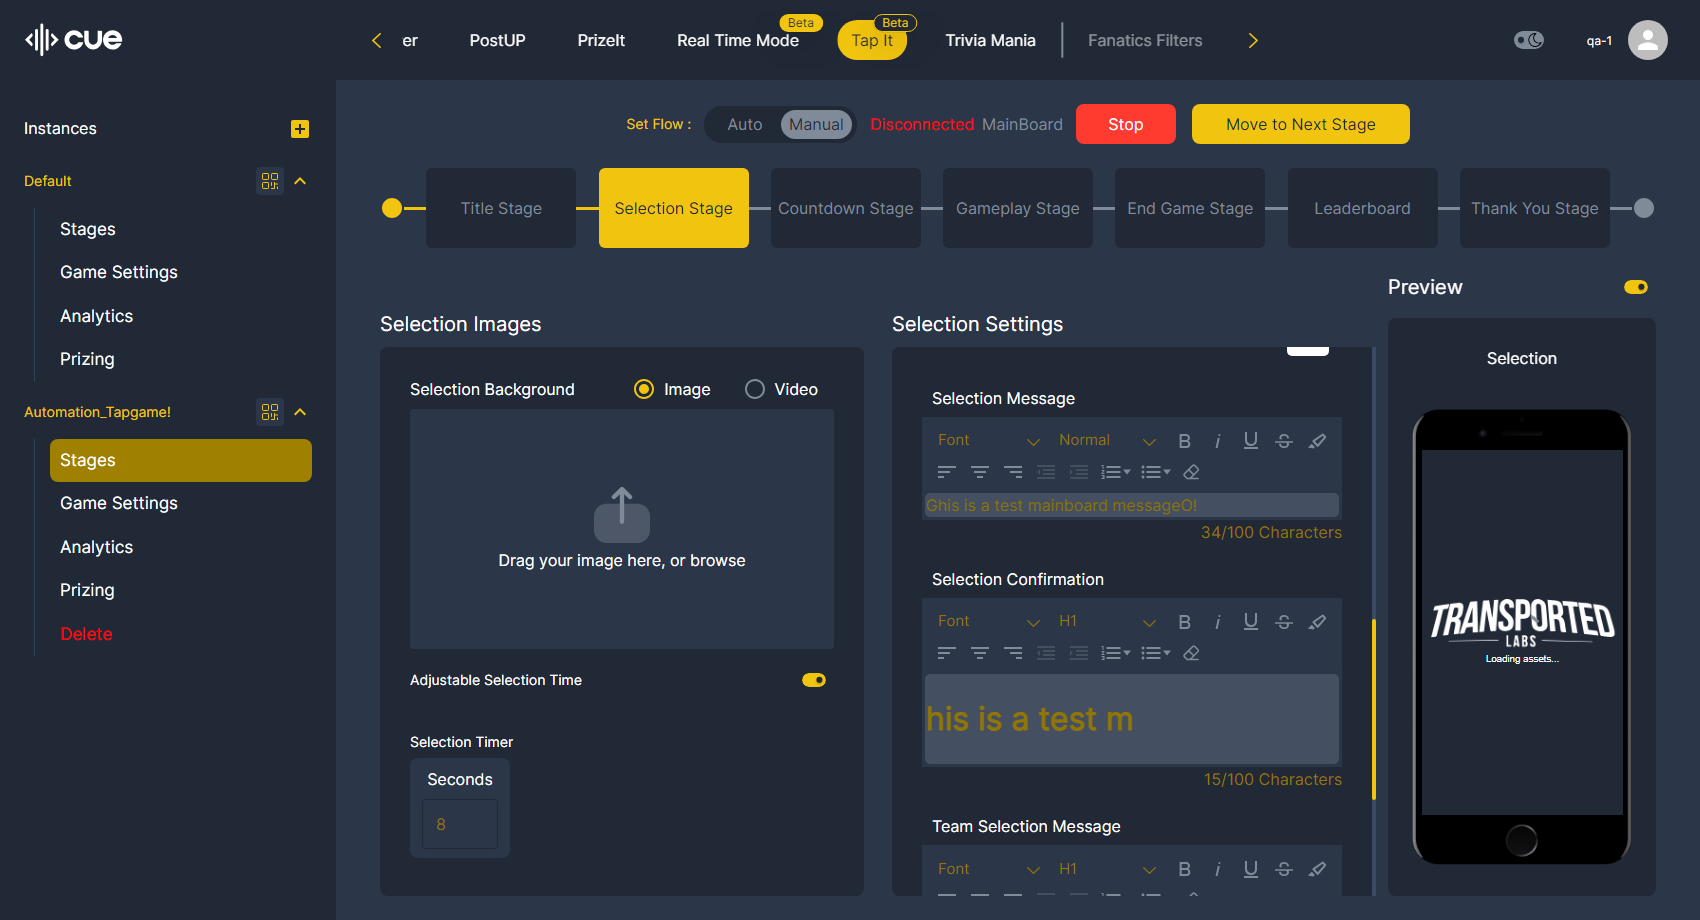 cue
er
PostUP
PrizeIt
Real Time Mode
Beta
Tap It
Beta
Trivia Mania
Fanatics Filters
qa-1
Instances
Default
Stages
Game Settings
Analytics
Prizing
Automation_Tapgame!
Stages
Game Settings
Analytics
Prizing
Delete
Set Flow :
Auto
Manual
Disconnected MainBoard
Stop
Move to Next Stage
Title Stage
Selection Stage
Countdown Stage
Gameplay Stage
End Game Stage
Leaderboard
Thank You Stage
Selection Images
Selection Background
Image
Video
Drag your image here, or browse
Adjustable Selection Time
Selection Timer
Seconds
8
Selection Settings
Selection Message
Font
Normal
B i U S
Ghis is a test mainboard messageO!
34/100 Characters
Selection Confirmation
Font
H1
B i U S
his is a test m
15/100 Characters
Team Selection Message
Font
H1
B i U S
Preview
Selection
TRANSPORTED
LABS
Loading assets...